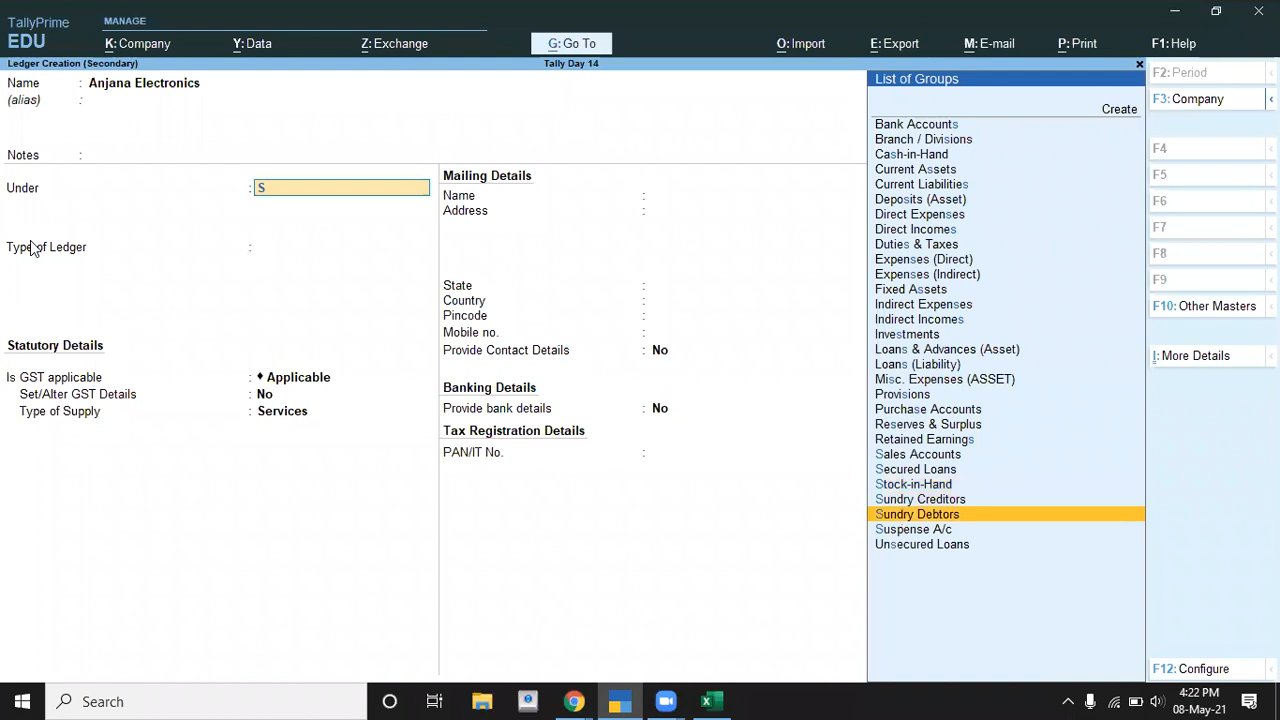 TallyPrime
EDU
MANAGE
K: Company
Y: Data
Z: Exchange
G: Go To
O: Import
E: Export
M: E-mail
P: Print
F1: Help
Ledger Creation (Secondary)
Tally Day 14
Name : Anjana Electronics
(alias) :
Notes :
Under : S
Type of Ledger :
Statutory Details
Is GST applicable : ♦ Applicable
Set/Alter GST Details : No
Type of Supply : Services
Mailing Details
Name :
Address :
State :
Country :
Pincode :
Mobile no. :
Provide Contact Details : No
Banking Details
Provide bank details : No
Tax Registration Details
PAN/IT No. :
List of Groups
Create
Bank Accounts
Branch / Divisions
Cash-in-Hand
Current Assets
Current Liabilities
Deposits (Asset)
Direct Expenses
Direct Incomes
Duties & Taxes
Expenses (Direct)
Expenses (Indirect)
Fixed Assets
Indirect Expenses
Indirect Incomes
Investments
Loans & Advances (Asset)
Loans (Liability)
Misc. Expenses (ASSET)
Provisions
Purchase Accounts
Reserves & Surplus
Retained Earnings
Sales Accounts
Secured Loans
Stock-in-Hand
Sundry Creditors
Sundry Debtors
Suspense A/c
Unsecured Loans
F2: Period
F3: Company
F4
F5
F6
F7
F8
F9
F10: Other Masters
I: More Details
F12: Configure
Search
4:22 PM
08-May-21